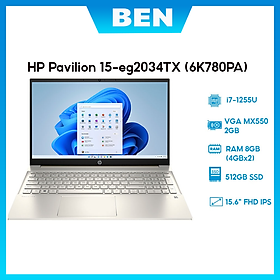 BEN
HP Pavilion 15-eg2034TX (6K780PA)
i7-1255U
VGA MX550
2GB
RAM
RAM 8GB
(4GBx2)
512GB SSD
15.6" FHD IPS